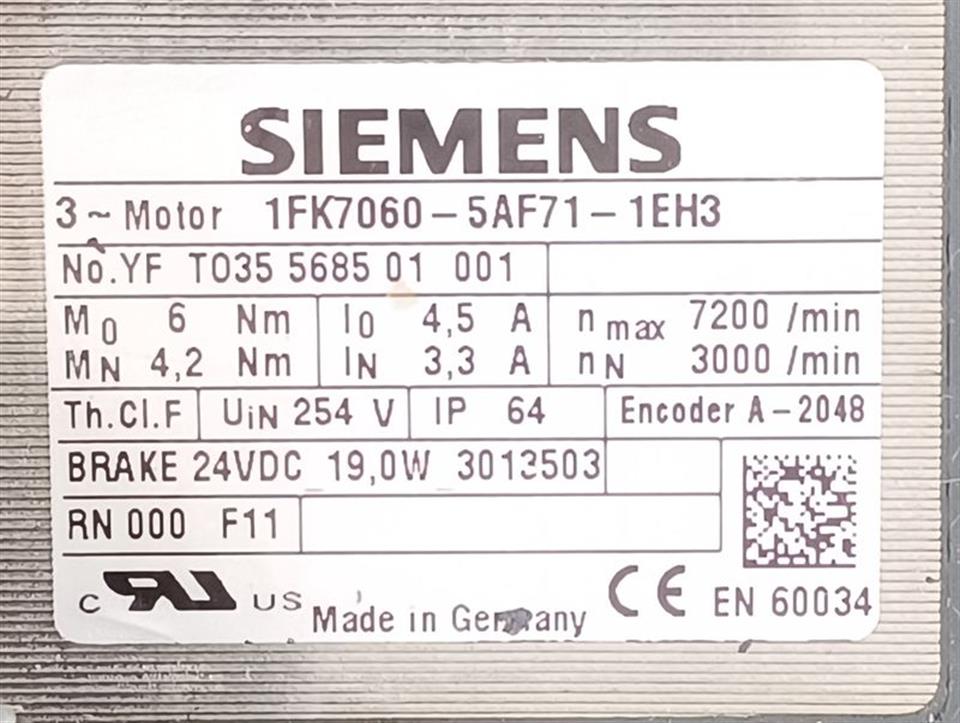 SIEMENS
3~Motor 1FK7060-5AF71-1EH3
No.YF T035 5685 01 001
M0 6 Nm I0 4,5 A nmax 7200 /min
MN 4,2 Nm IN 3,3 A nN 3000 /min
Th.Cl.F UIN 254 V IP 64 Encoder A-2048
BRAKE 24VDC 19,0W 3013503
RN 000 F11
c RU US Made in Germany CE EN 60034